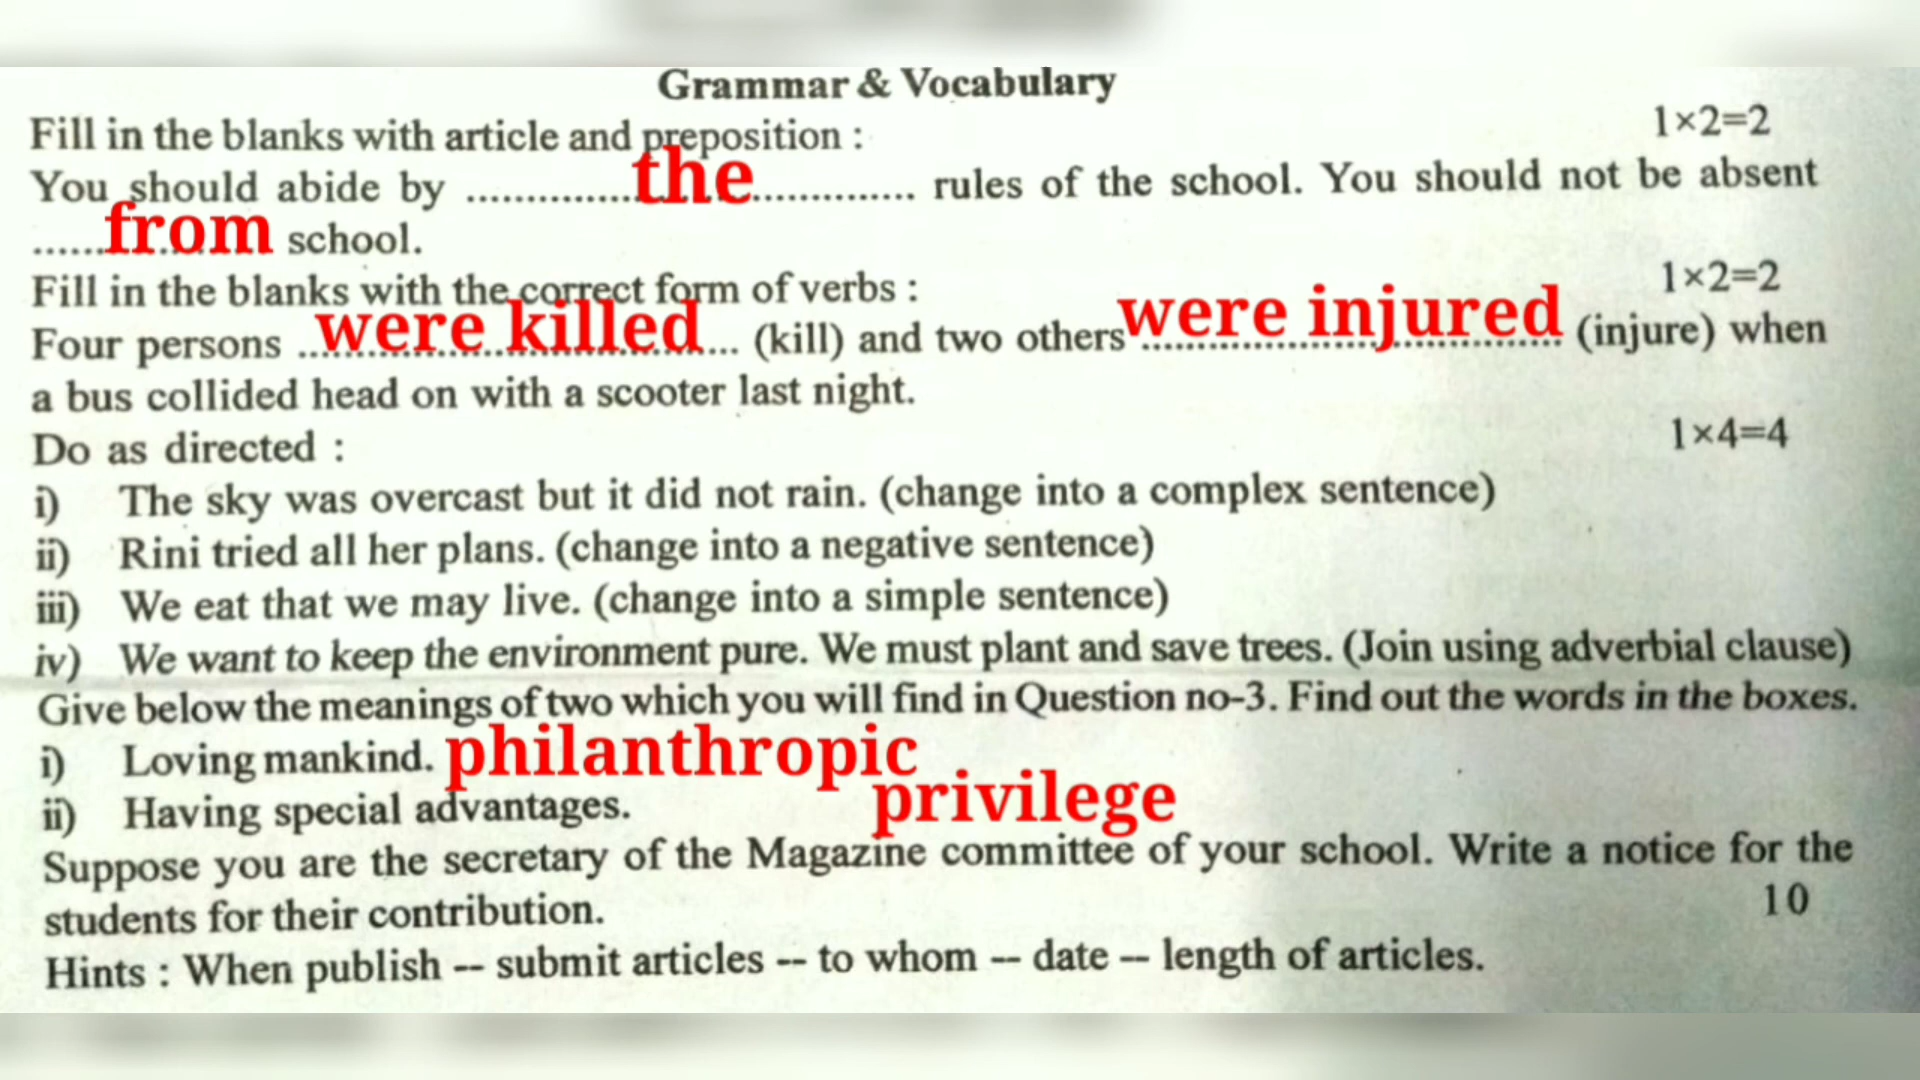 Grammar & Vocabulary
Fill in the blanks with article and preposition : 1×2=2
You should abide by ..............the.............. rules of the school. You should not be absent
......from school.
Fill in the blanks with the correct form of verbs : 1×2=2
Four persons ...were killed... (kill) and two others were injured (injure) when
a bus collided head on with a scooter last night.
Do as directed : 1×4=4
i) The sky was overcast but it did not rain. (change into a complex sentence)
ii) Rini tried all her plans. (change into a negative sentence)
iii) We eat that we may live. (change into a simple sentence)
iv) We want to keep the environment pure. We must plant and save trees. (Join using adverbial clause)
Give below the meanings of two which you will find in Question no-3. Find out the words in the boxes.
i) Loving mankind. philanthropic
ii) Having special advantages. privilege
Suppose you are the secretary of the Magazine committee of your school. Write a notice for the
students for their contribution. 10
Hints : When publish -- submit articles -- to whom -- date -- length of articles.